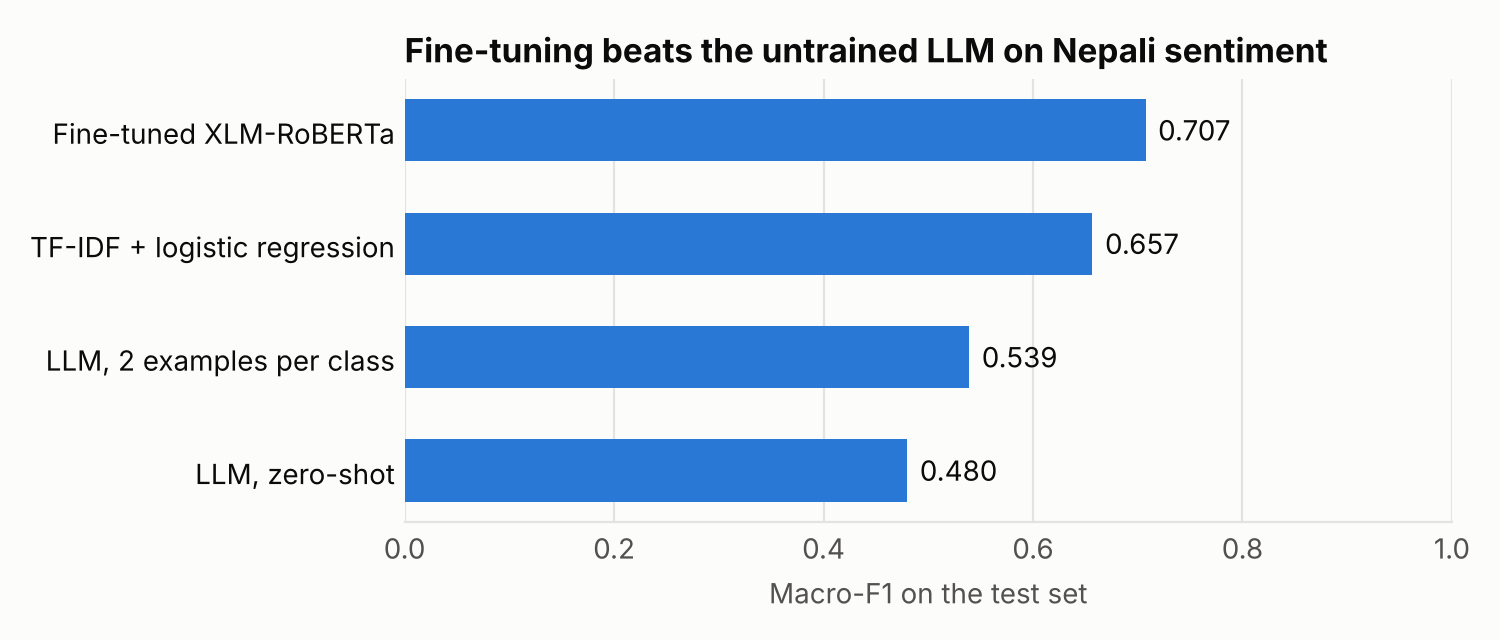 Fine-tuning beats the untrained LLM on Nepali sentiment
Fine-tuned XLM-RoBERTa
0.707
TF-IDF + logistic regression
0.657
LLM, 2 examples per class
0.539
LLM, zero-shot
0.480
0.0 0.2 0.4 0.6 0.8 1.0
Macro-F1 on the test set